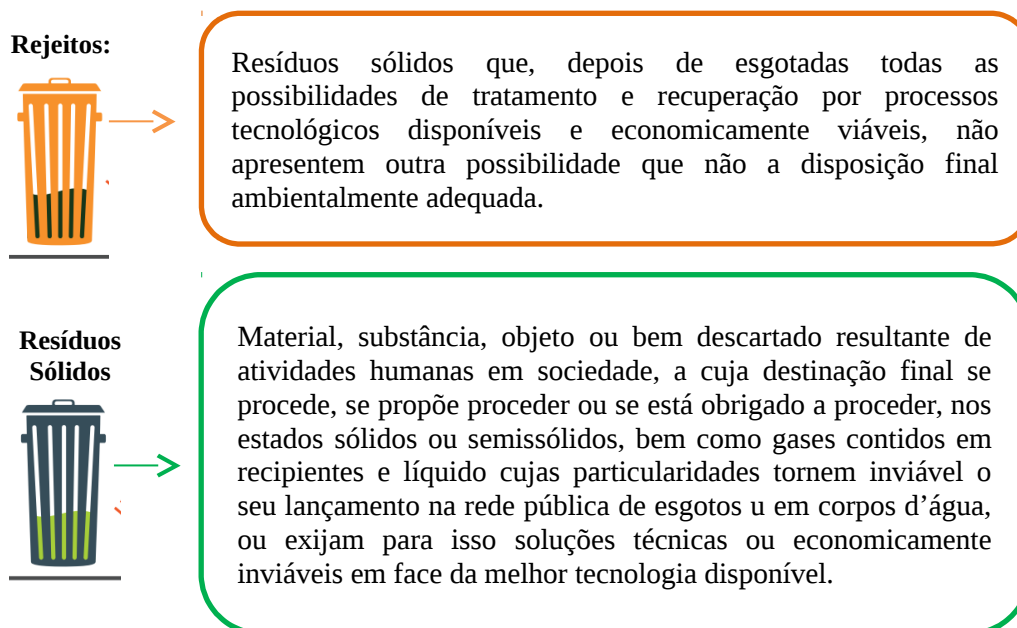 Rejeitos:
Resíduos sólidos que, depois de esgotadas todas as
possibilidades de tratamento e recuperação por processos
tecnológicos disponíveis e economicamente viáveis, não
apresentem outra possibilidade que não a disposição final
ambientalmente adequada.
Resíduos
Sólidos
Material, substância, objeto ou bem descartado resultante de
atividades humanas em sociedade, a cuja destinação final se
procede, se propõe proceder ou se está obrigado a proceder, nos
estados sólidos ou semissólidos, bem como gases contidos em
recipientes e líquido cujas particularidades tornem inviável o
seu lançamento na rede pública de esgotos u em corpos d’água,
ou exijam para isso soluções técnicas ou economicamente
inviáveis em face da melhor tecnologia disponível.